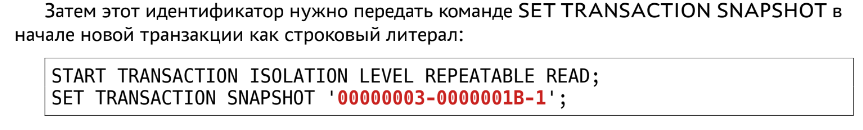 Затем этот идентификатор нужно передать команде SET TRANSACTION SNAPSHOT в
начале новой транзакции как строковый литерал:
START TRANSACTION ISOLATION LEVEL REPEATABLE READ;
SET TRANSACTION SNAPSHOT '00000003-0000001B-1';